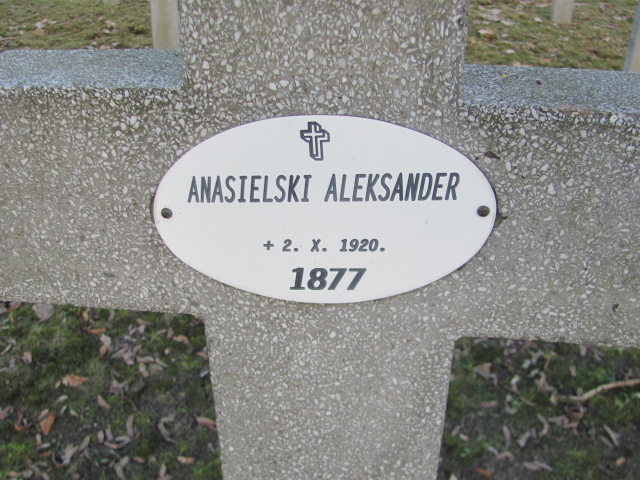 ANASIELSKI ALEKSANDER
+ 2. X. 1920.
1877